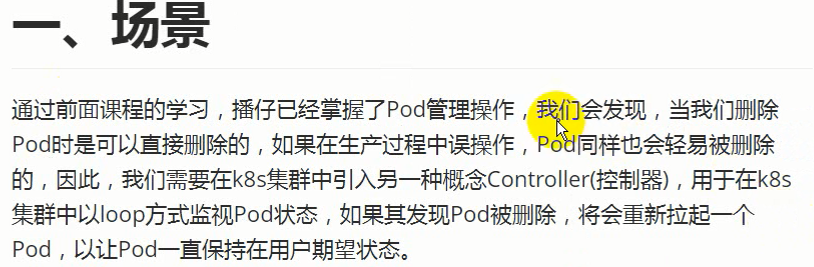 一、场景
通过前面课程的学习，播仔已经掌握了Pod管理操作，我们会发现，当我们删除
Pod时是可以直接删除的，如果在生产过程中误操作，Pod同样也会轻易被删除
的，因此，我们需要在k8s集群中引入另一种概念Controller(控制器)，用于在k8s
集群中以loop方式监视Pod状态，如果其发现Pod被删除，将会重新拉起一个
Pod，以让Pod一直保持在用户期望状态。